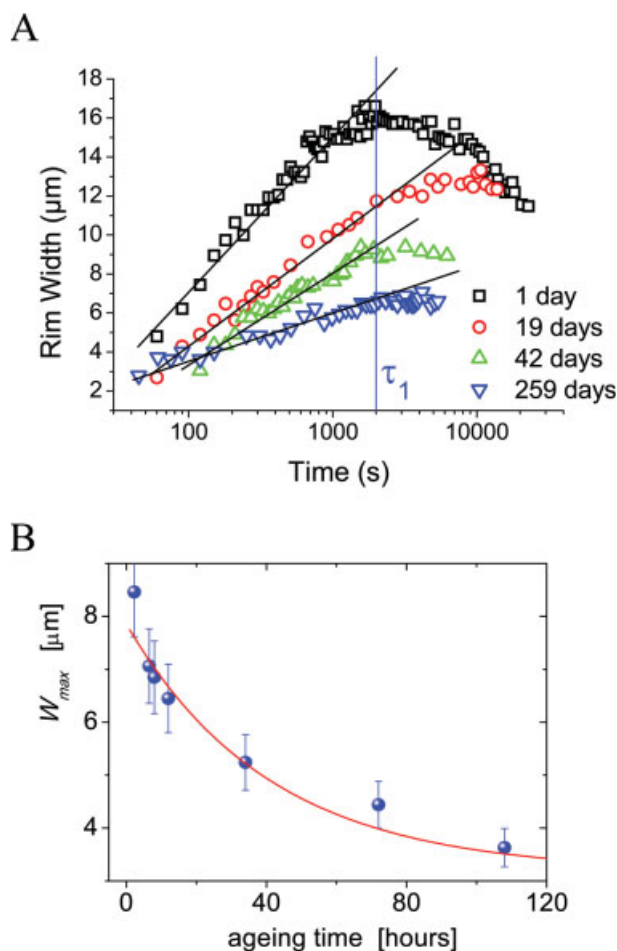 A
18
16
14
12
10
8
6
4
2
Rim Width (μm)
1 day
19 days
42 days
259 days
τ1
100 1000 10000
Time (s)
B
8
6
4
Wmax [μm]
0 40 80 120
ageing time [hours]